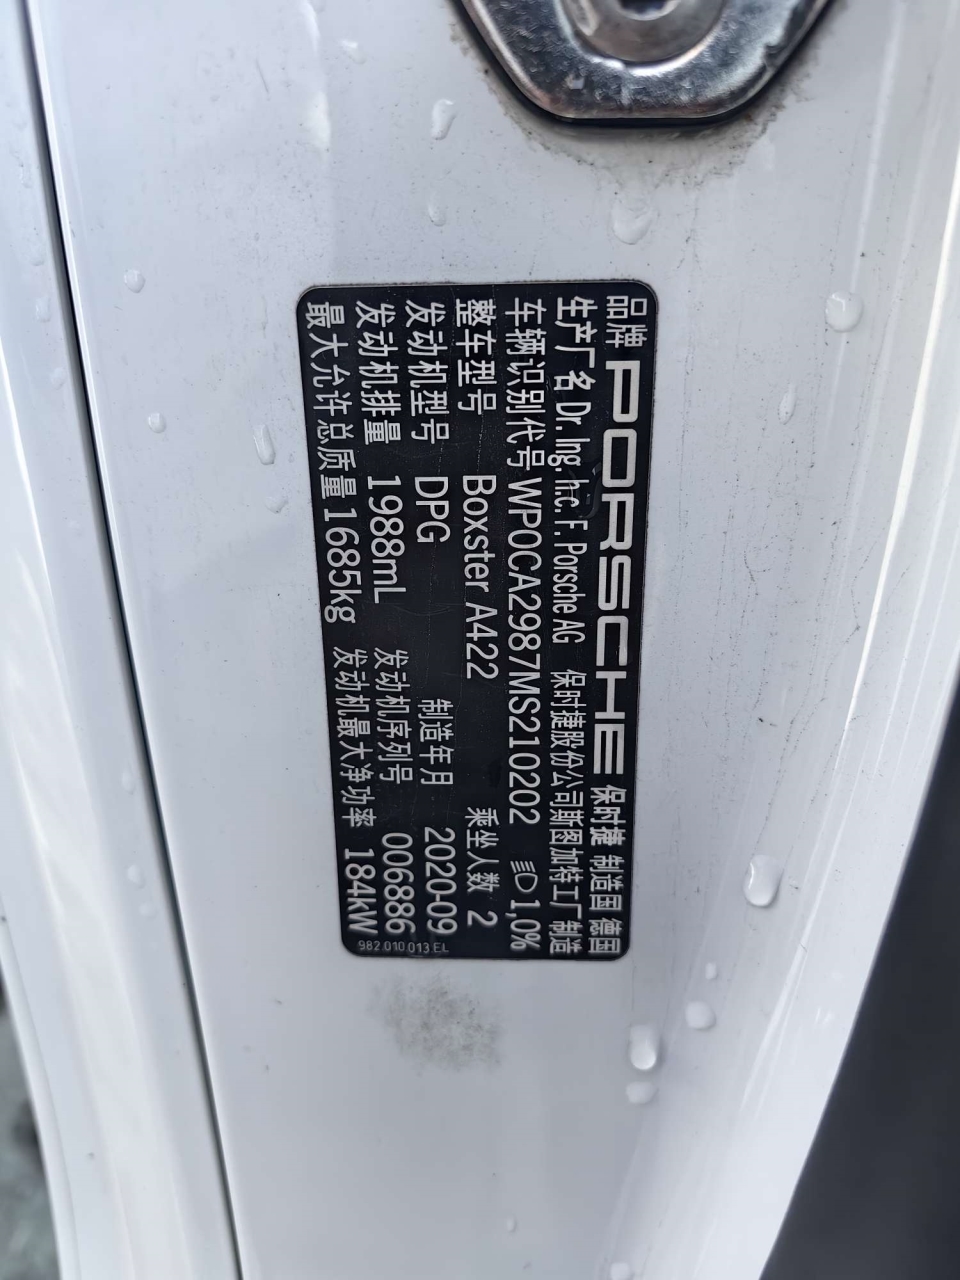 品牌 PORSCHE 保时捷 制造国 德国
生产厂名 Dr. Ing. h.c. F. Porsche AG 保时捷股份公司斯图加特工厂制造
车辆识别代号 WP0CA2987MS210202 1,0%
整车型号 Boxster A422 乘坐人数 2
发动机型号 DPG 制造年月 2020-09
发动机排量 1988mL 发动机序列号 006886
最大允许总质量 1685kg 发动机最大净功率 184kW
982.010.013.EL